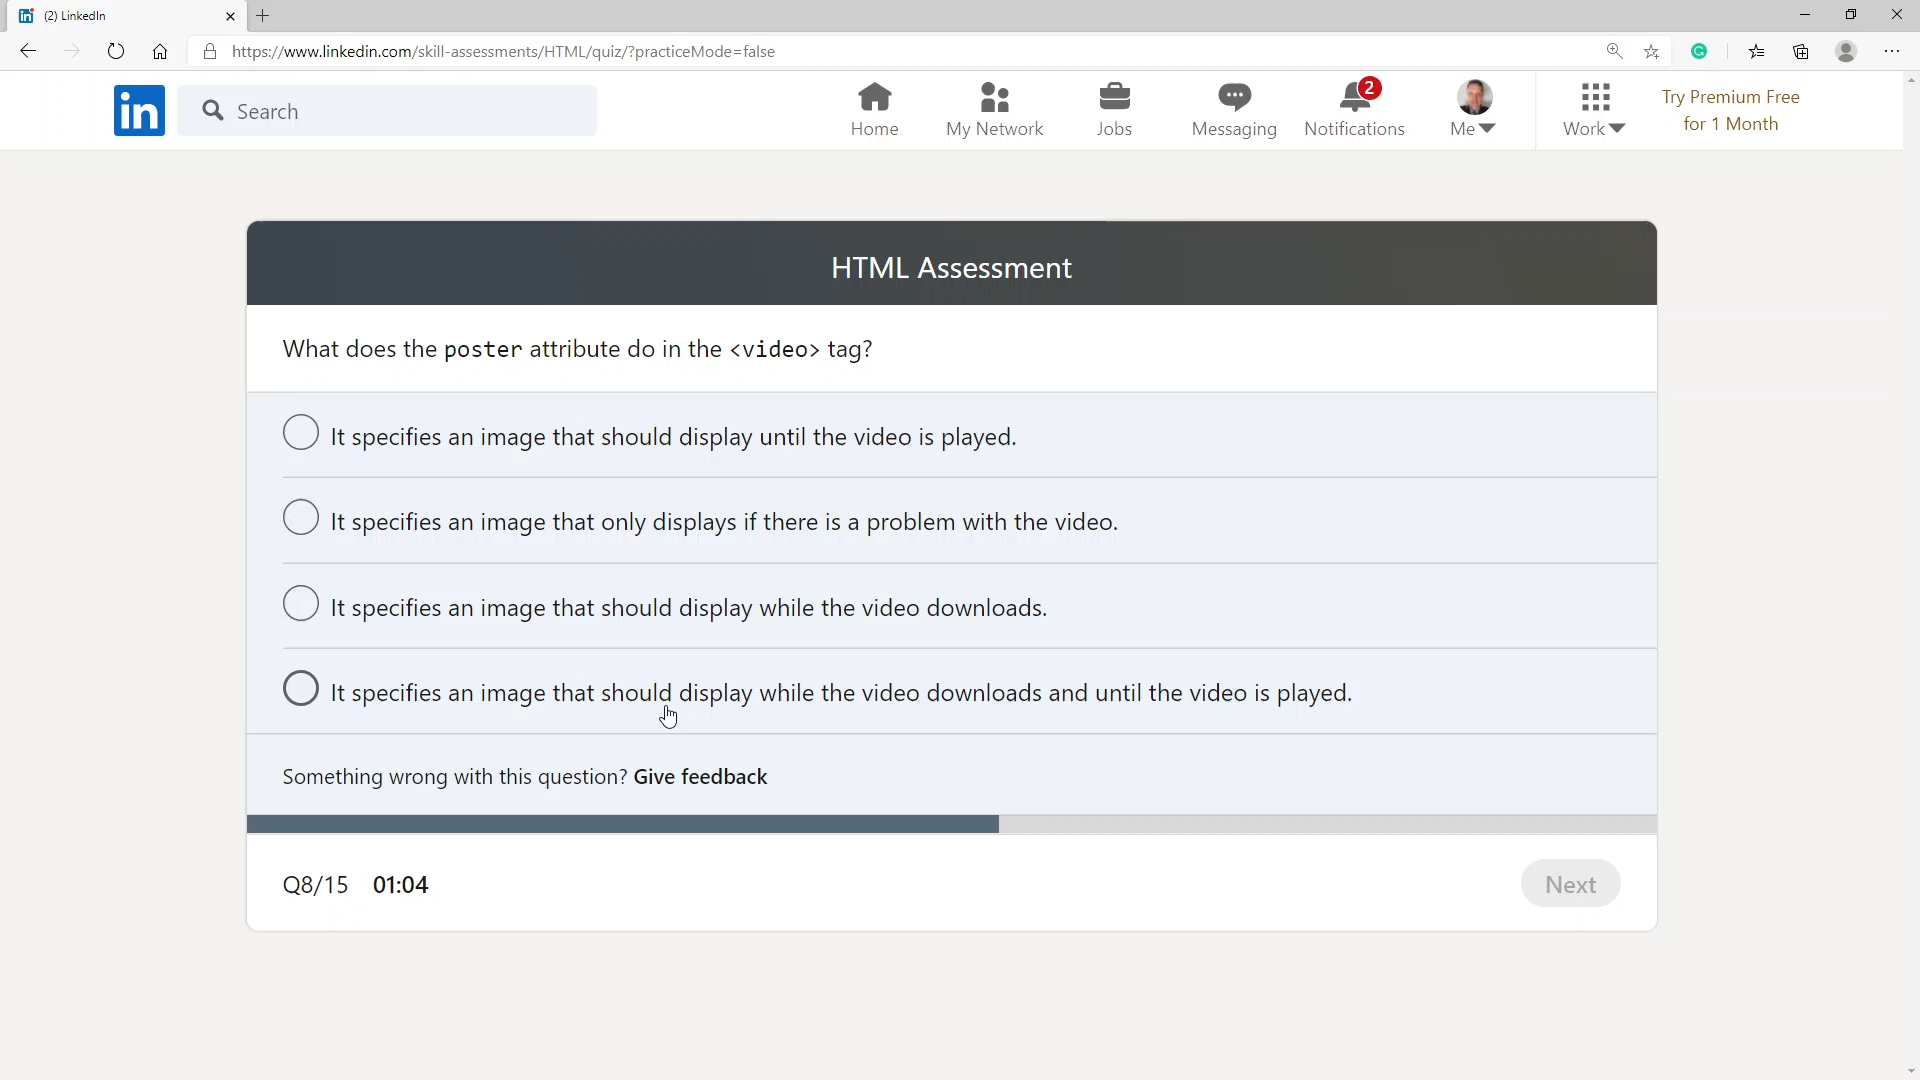 (2) LinkedIn
https://www.linkedin.com/skill-assessments/HTML/quiz/?practiceMode=false
in
Search
Home
My Network
Jobs
Messaging
2
Notifications
Me
Work
Try Premium Free
for 1 Month
HTML Assessment
What does the poster attribute do in the <video> tag?
It specifies an image that should display until the video is played.
It specifies an image that only displays if there is a problem with the video.
It specifies an image that should display while the video downloads.
It specifies an image that should display while the video downloads and until the video is played.
Something wrong with this question? Give feedback
Q8/15 01:04
Next